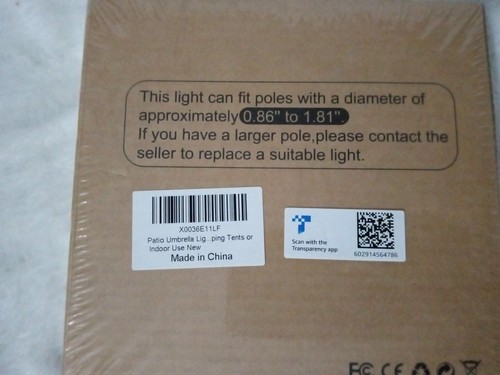 This light can fit poles with a diameter of
approximately 0.86" to 1.81".
If you have a larger pole,please contact the
seller to replace a suitable light.
X0036E11LF
Patio Umbrella Lig...ping Tents or
Indoor Use New
Made in China
Scan with the
Transparency app
602914564786
FC CE